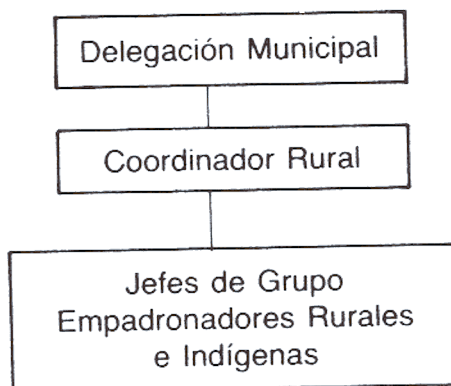 Delegación Municipal
Coordinador Rural
Jefes de Grupo
Empadronadores Rurales
e Indígenas